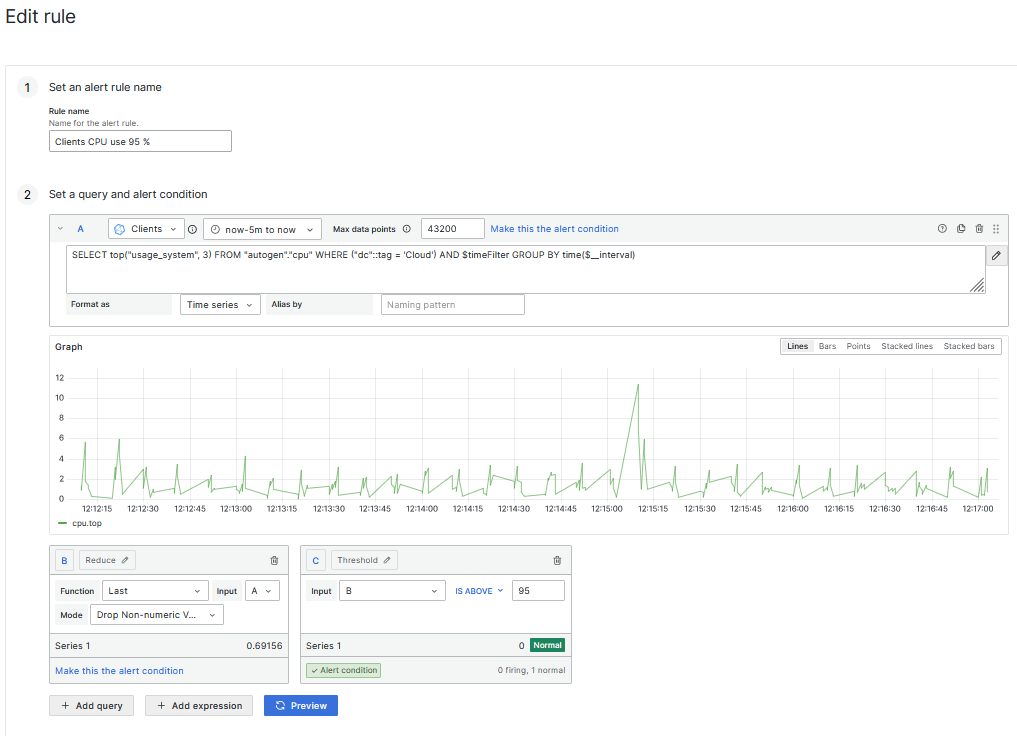 Edit rule
1 Set an alert rule name
Rule name
Name for the alert rule.
Clients CPU use 95 %
2 Set a query and alert condition
A Clients now-5m to now Max data points 43200 Make this the alert condition
SELECT top("usage_system", 3) FROM "autogen"."cpu" WHERE ("dc"::tag = 'Cloud') AND $timeFilter GROUP BY time($__interval)
Format as Time series Alias by Naming pattern
Graph Lines Bars Points Stacked lines Stacked bars
12
10
8
6
4
2
0
12:12:15 12:12:30 12:12:45 12:13:00 12:13:15 12:13:30 12:13:45 12:14:00 12:14:15 12:14:30 12:14:45 12:15:00 12:15:15 12:15:30 12:15:45 12:16:00 12:16:15 12:16:30 12:16:45 12:17:00
cpu.top
B Reduce
Function Last Input A
Mode Drop Non-numeric V...
Series 1 0.69156
Make this the alert condition
C Threshold
Input B IS ABOVE 95
Series 1 0 Normal
Alert condition 0 firing, 1 normal
+ Add query + Add expression Preview